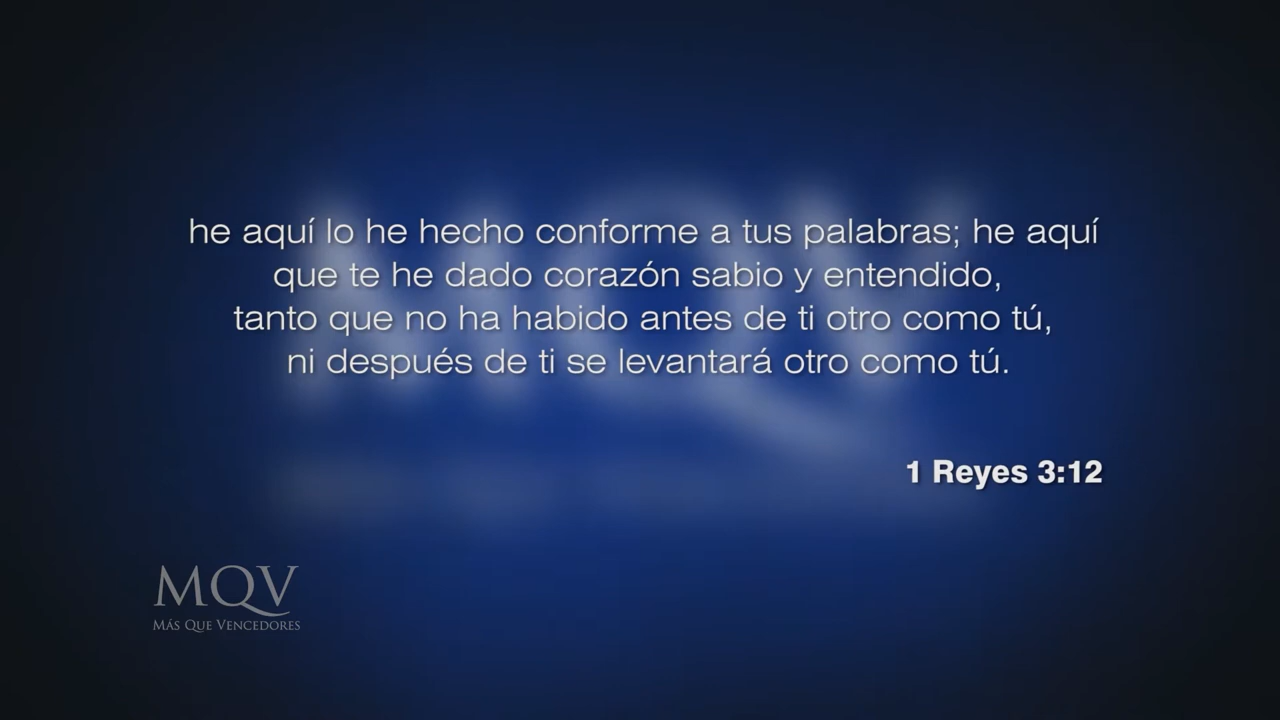 he aquí lo he hecho conforme a tus palabras; he aquí
que te he dado corazón sabio y entendido,
tanto que no ha habido antes de ti otro como tú,
ni después de ti se levantará otro como tú.
1 Reyes 3:12
MQV
Más Que Vencedores